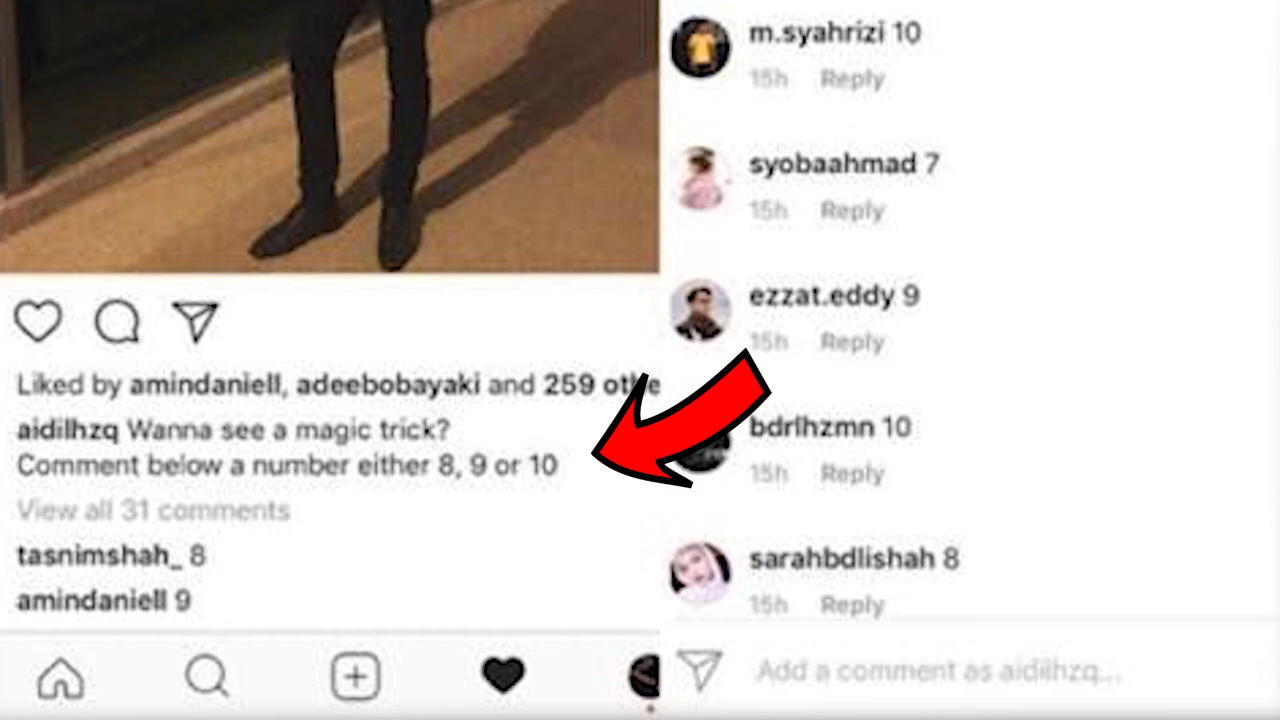 Liked by amindaniell, adeebobayaki and 259 othe
aidilhzq Wanna see a magic trick?
Comment below a number either 8, 9 or 10
View all 31 comments
tasnimshah_ 8
amindaniell 9
m.syahrizi 10
15h Reply
syobaahmad 7
15h Reply
ezzat.eddy 9
15h Reply
bdrlhzmn 10
15h Reply
sarahbdlishah 8
15h Reply
Add a comment as aidilhzq...